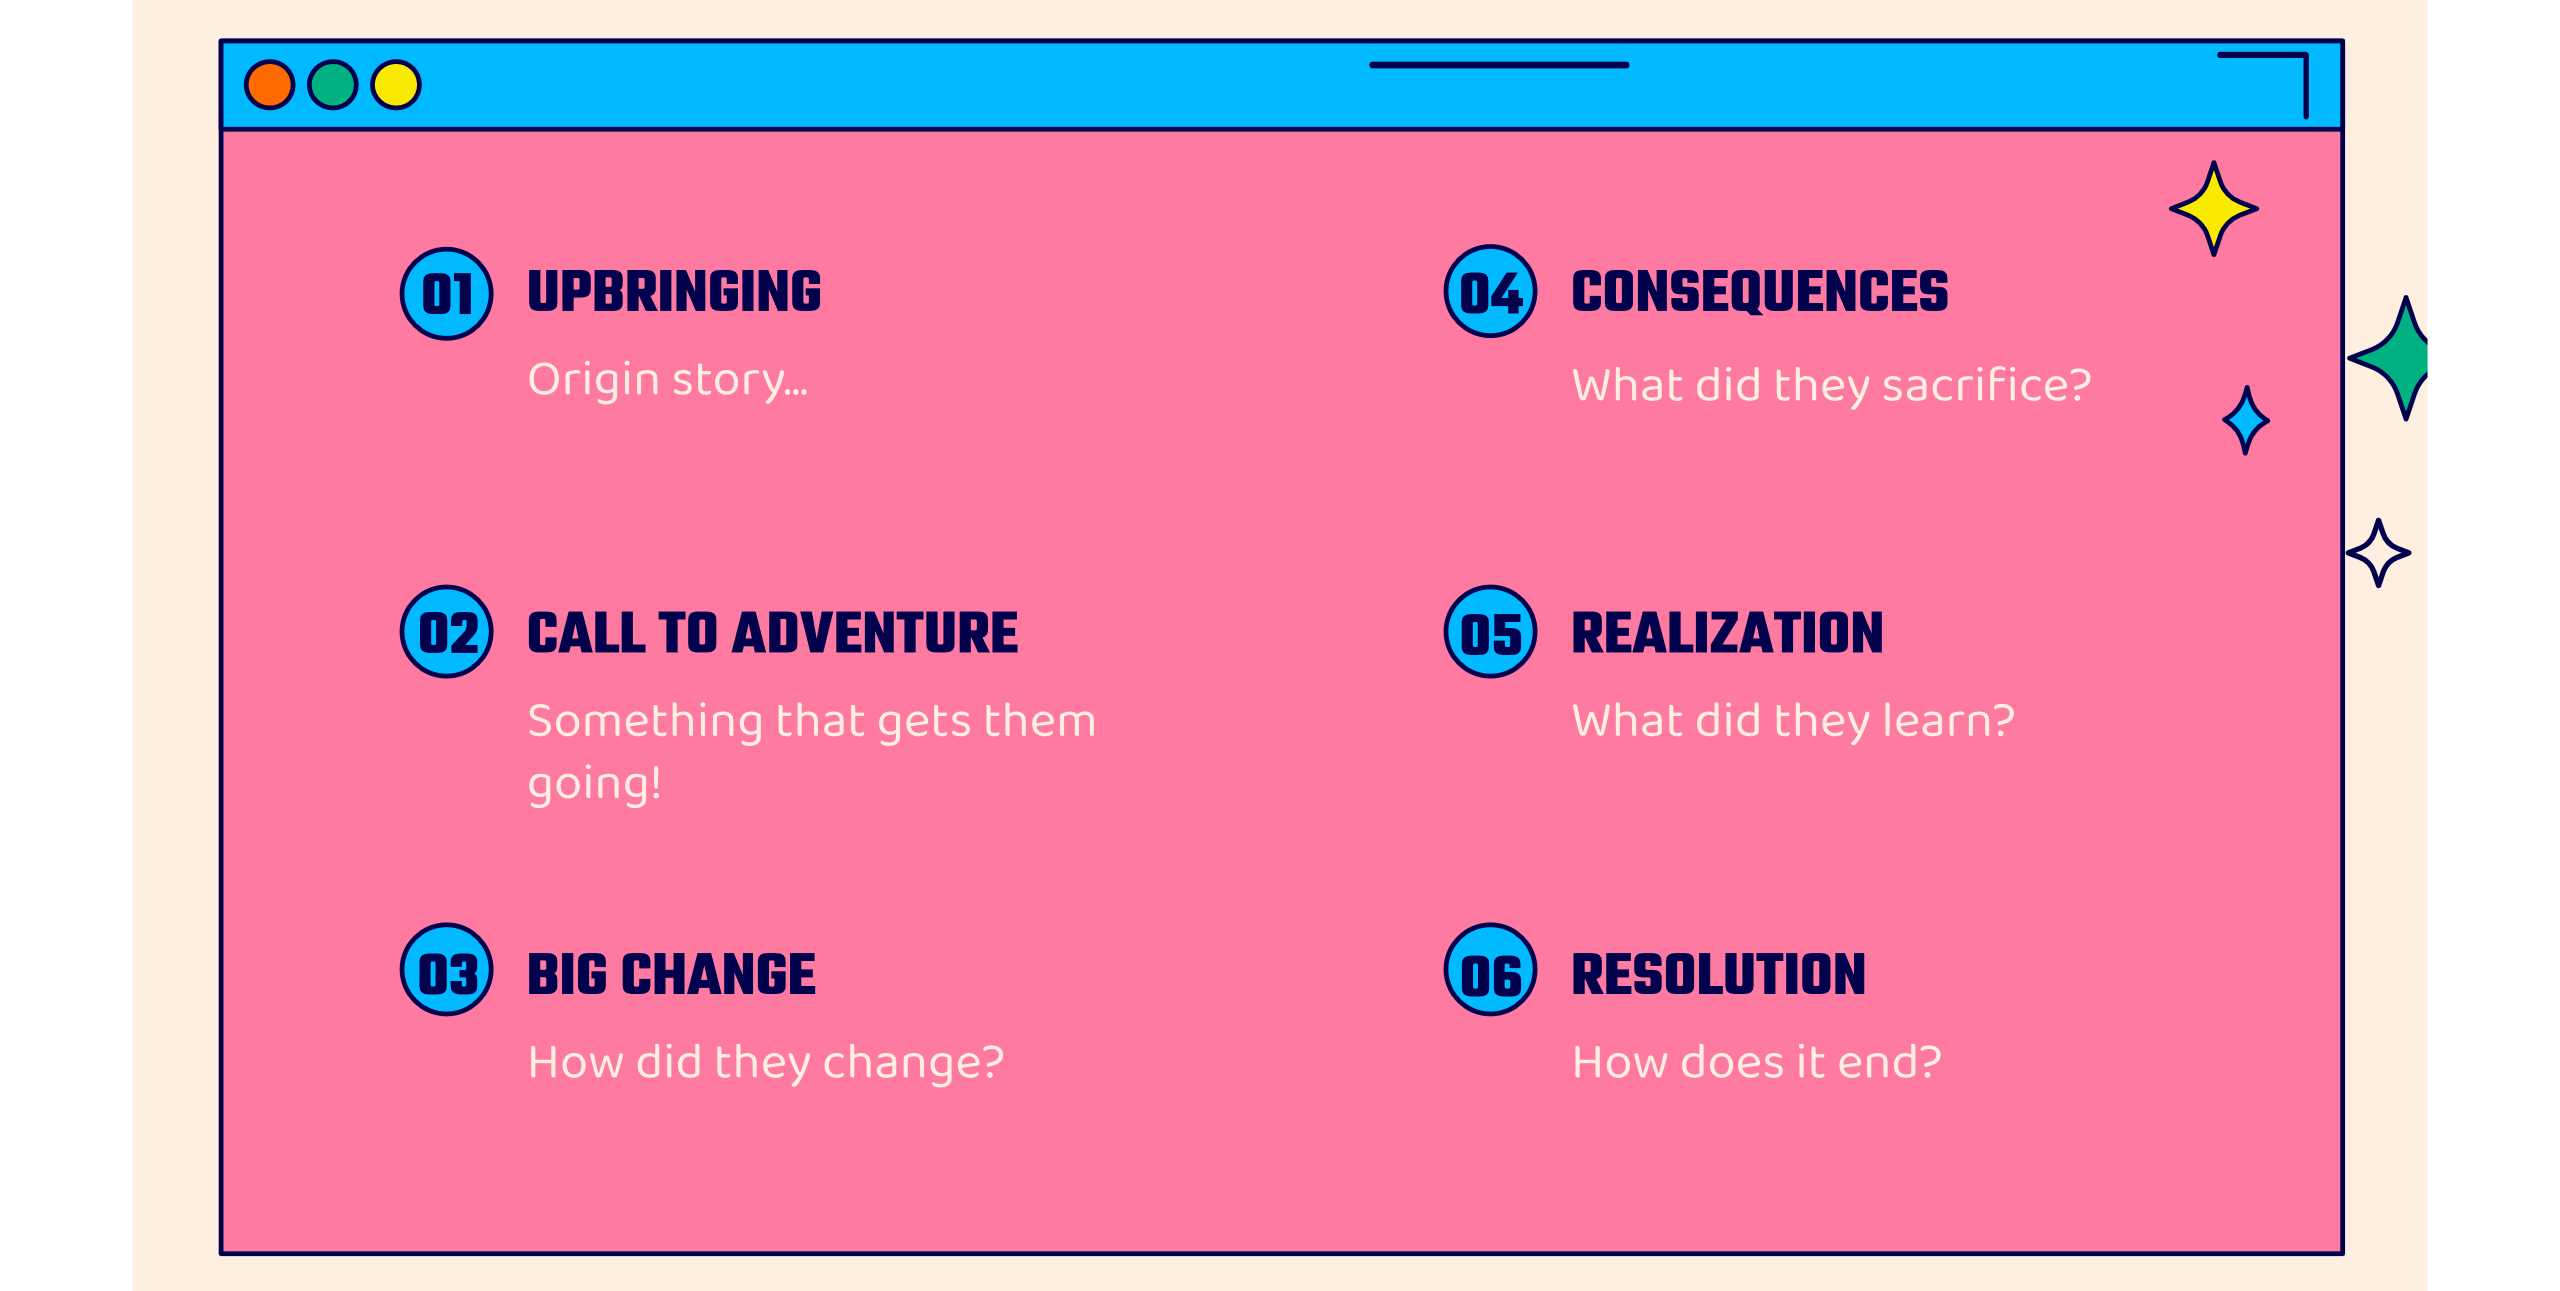 01 UPBRINGING
Origin story...
02 CALL TO ADVENTURE
Something that gets them
going!
03 BIG CHANGE
How did they change?
04 CONSEQUENCES
What did they sacrifice?
05 REALIZATION
What did they learn?
06 RESOLUTION
How does it end?